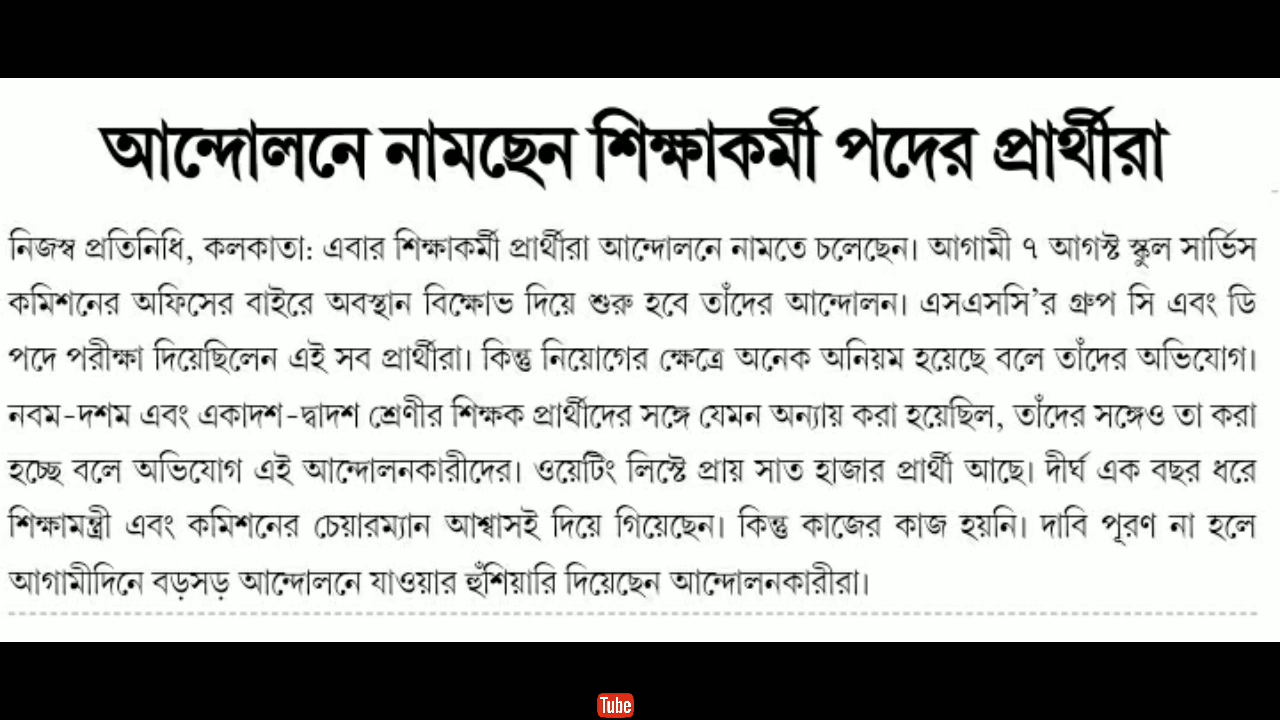 আন্দোলনে নামছেন শিক্ষাকর্মী পদের প্রার্থীরা
নিজস্ব প্রতিনিধি, কলকাতা: এবার শিক্ষাকর্মী প্রার্থীরা আন্দোলনে নামতে চলেছেন। আগামী ৭ আগস্ট স্কুল সার্ভিস
কমিশনের অফিসের বাইরে অবস্থান বিক্ষোভ দিয়ে শুরু হবে তাঁদের আন্দোলন। এসএসসি’র গ্রুপ সি এবং ডি
পদে পরীক্ষা দিয়েছিলেন এই সব প্রার্থীরা। কিন্তু নিয়োগের ক্ষেত্রে অনেক অনিয়ম হয়েছে বলে তাঁদের অভিযোগ।
নবম-দশম এবং একাদশ-দ্বাদশ শ্রেণীর শিক্ষক প্রার্থীদের সঙ্গে যেমন অন্যায় করা হয়েছিল, তাঁদের সঙ্গেও তা করা
হচ্ছে বলে অভিযোগ এই আন্দোলনকারীদের। ওয়েটিং লিস্টে প্রায় সাত হাজার প্রার্থী আছে। দীর্ঘ এক বছর ধরে
শিক্ষামন্ত্রী এবং কমিশনের চেয়ারম্যান আশ্বাসই দিয়ে গিয়েছেন। কিন্তু কাজের কাজ হয়নি। দাবি পূরণ না হলে
আগামীদিনে বড়সড় আন্দোলনে যাওয়ার হুঁশিয়ারি দিয়েছেন আন্দোলনকারীরা।
Tube